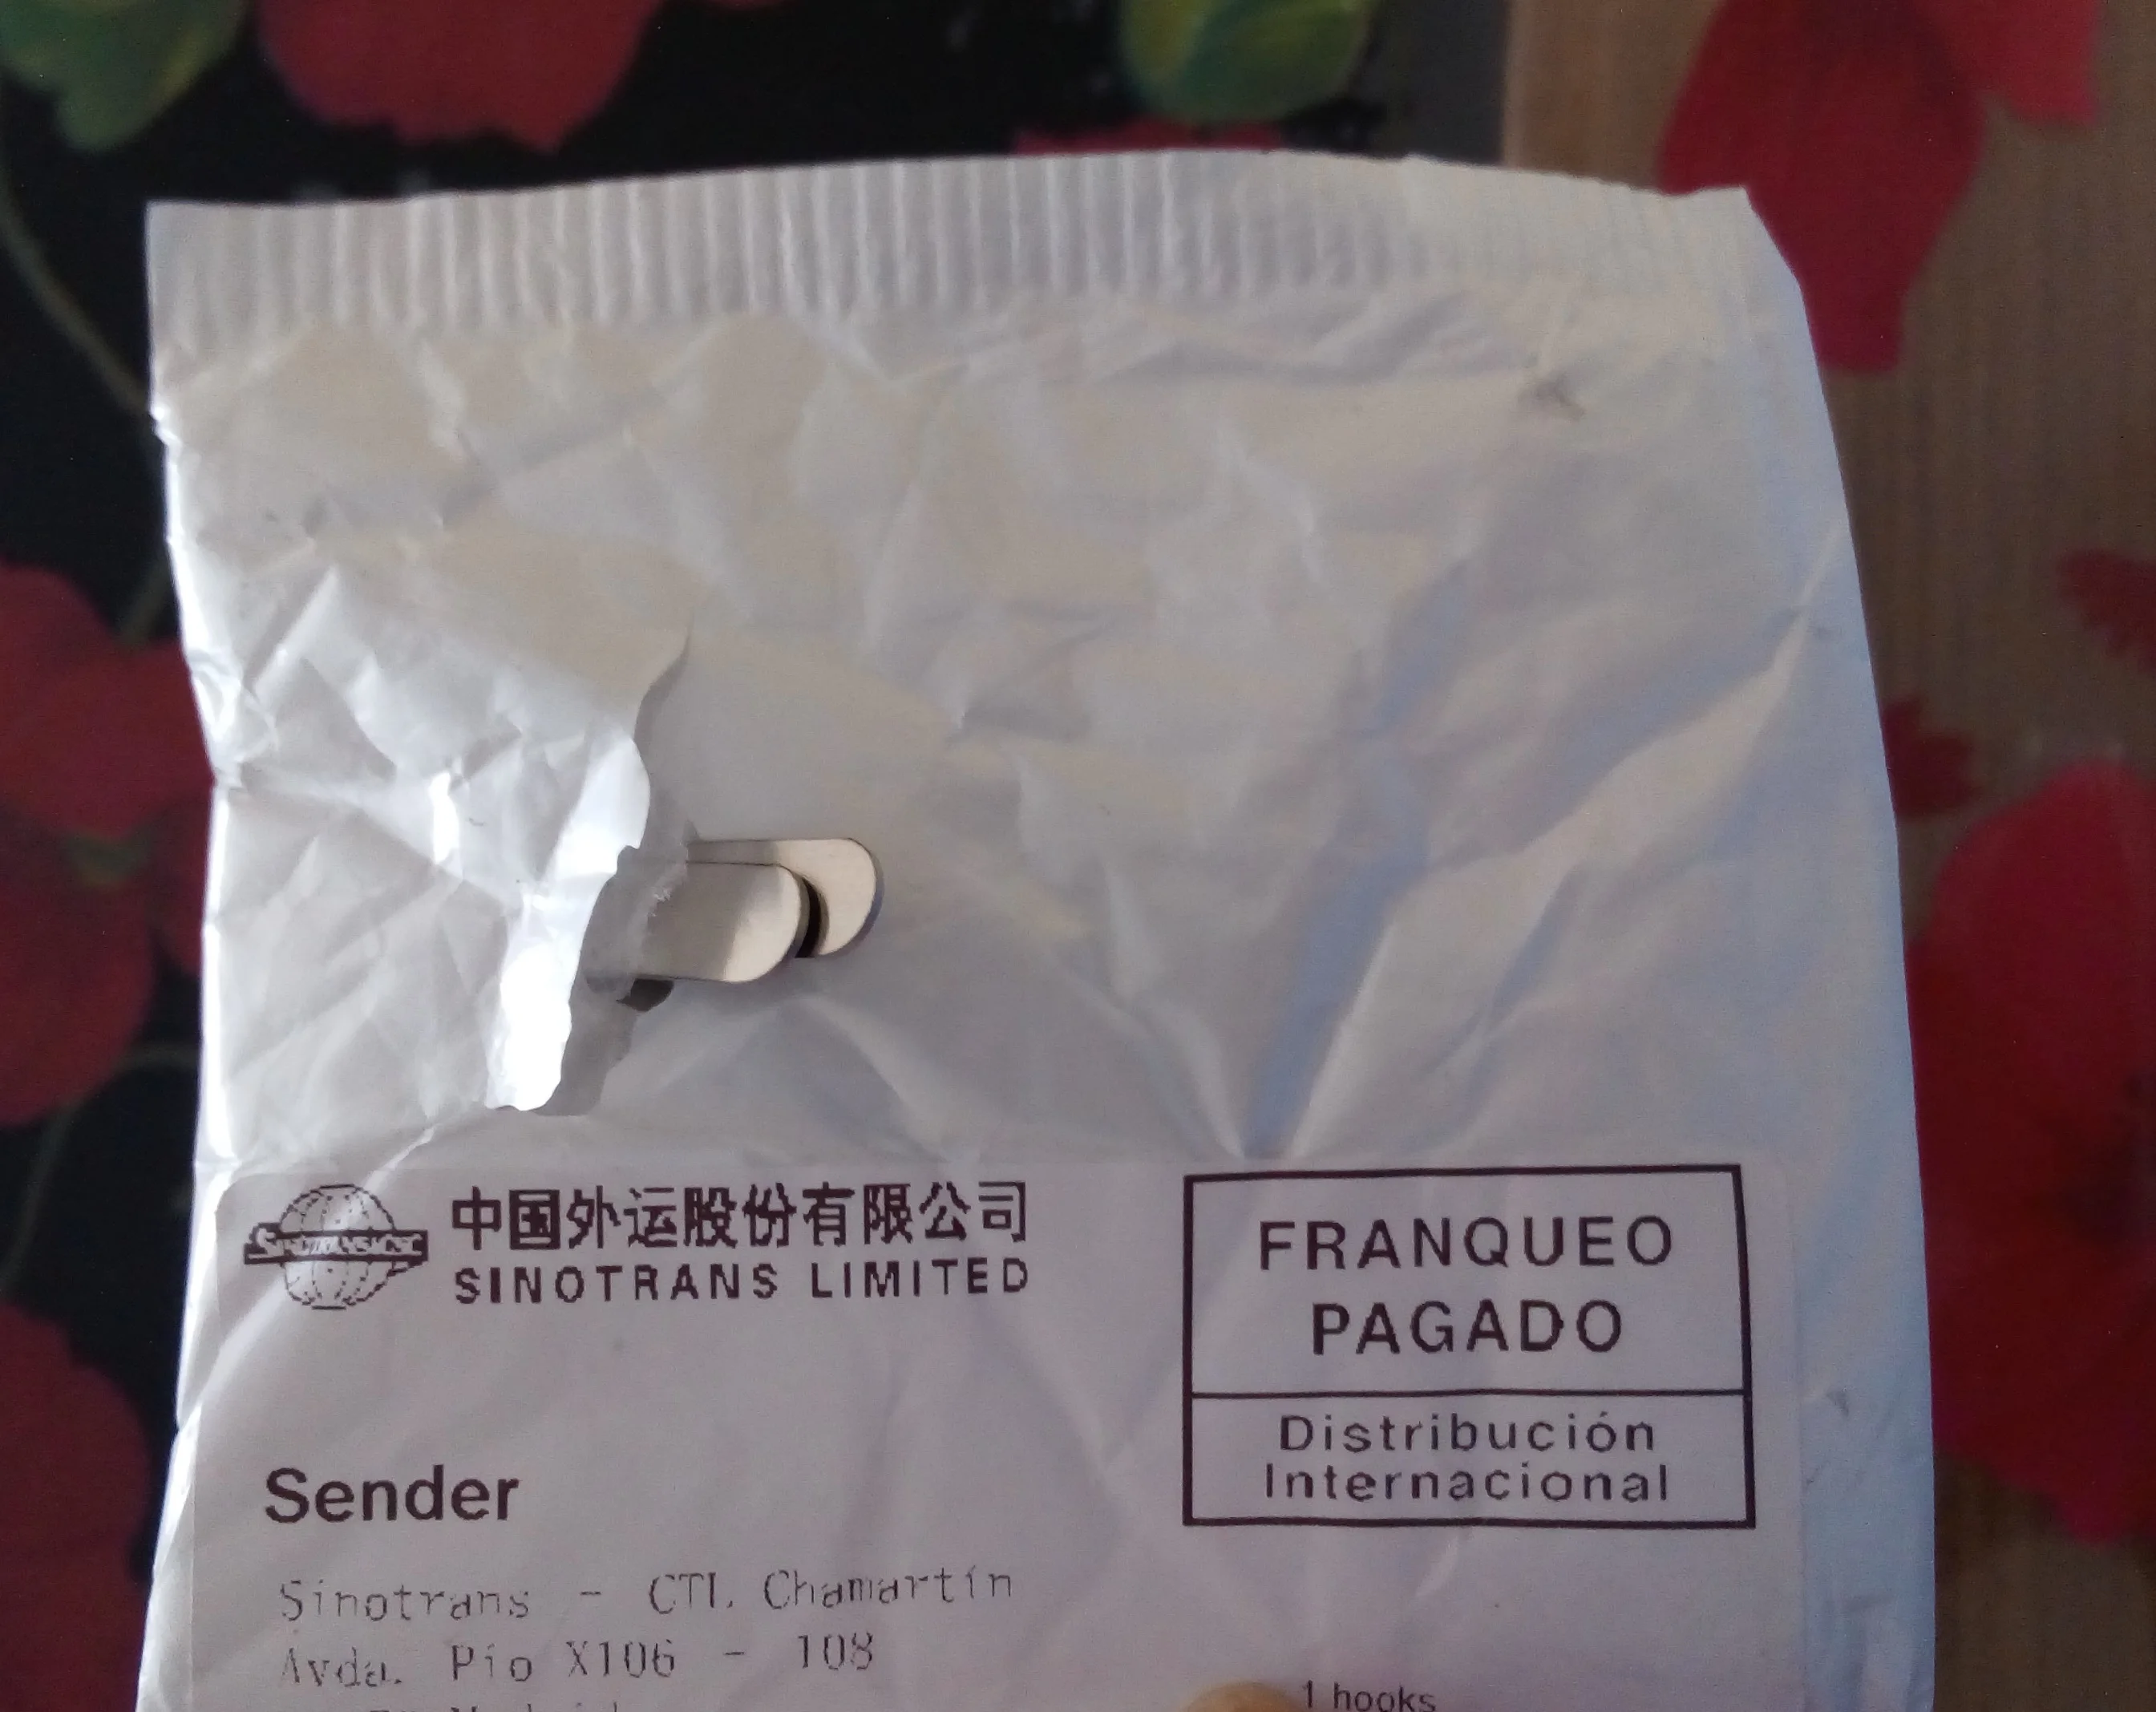 中国外运股份有限公司
SINOTRANS LIMITED
FRANQUEO
PAGADO
Distribución
Internacional
Sender
Sinotrans - CTL Chamartín
Avda. Pío X106 - 108
1 hooks